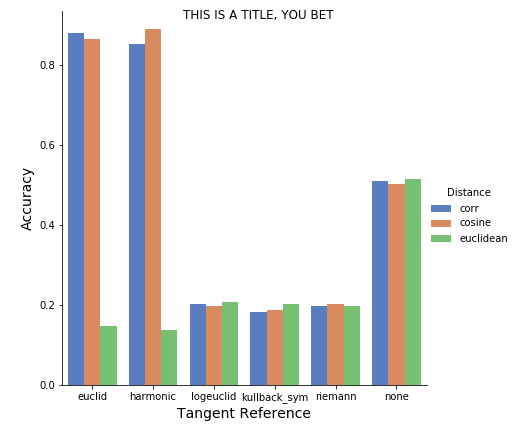 THIS IS A TITLE, YOU BET
0.8
0.6
0.4
0.2
0.0
Accuracy
euclid harmonic logeuclid kullback_sym riemann none
Tangent Reference
Distance
corr
cosine
euclidean